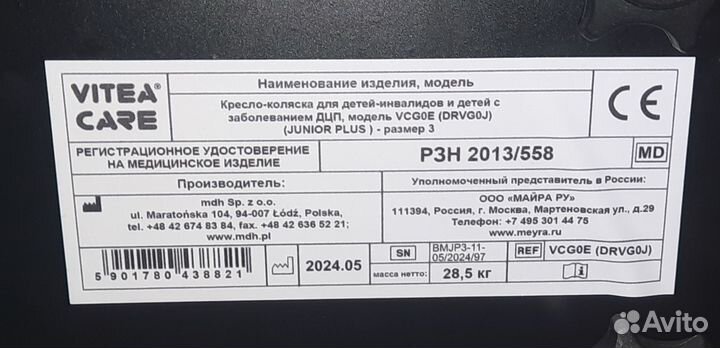 VITEA
CARE
Наименование изделия, модель
Кресло-коляска для детей-инвалидов и детей с
заболеванием ДЦП, модель VCG0E (DRVG0J)
(JUNIOR PLUS ) - размер 3
CE
РЕГИСТРАЦИОННОЕ УДОСТОВЕРЕНИЕ
НА МЕДИЦИНСКОЕ ИЗДЕЛИЕ
РЗН 2013/558
MD
Производитель:
mdh Sp. z o.o.
ul. Maratońska 104, 94-007 Łódź, Polska,
tel.+48 42 674 83 84, fax. +48 42 636 52 21;
www.mdh.pl
Уполномоченный представитель в России:
ООО «МАЙРА РУ»
111394, Россия, г. Москва, Мартеновская ул., д.29
Телефон: +7 495 301 44 75
www.meyra.ru
5 901780 438821
2024.05
SN
BMJP3-11-
05/2024/97
REF
VCG0E (DRVG0J)
масса нетто:
28,5 кг
Avito